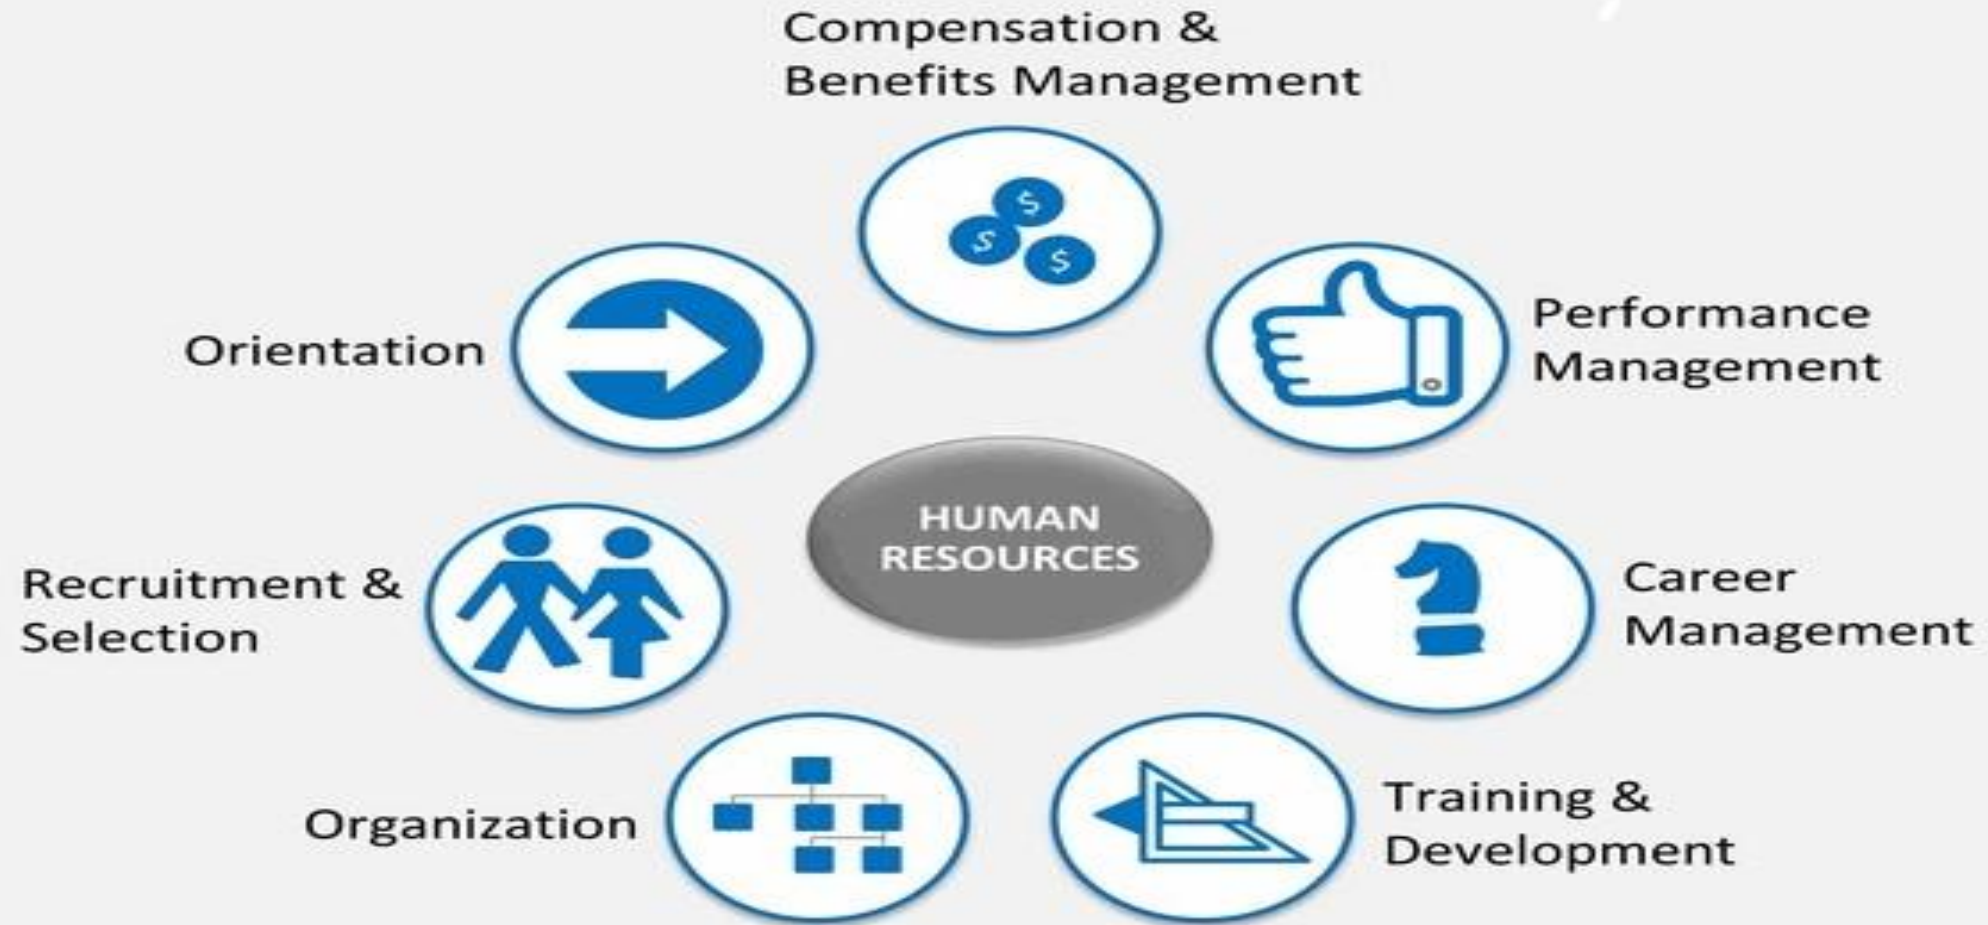 Compensation &
Benefits Management
$
$
$
Orientation
Performance
Management
HUMAN
RESOURCES
Recruitment &
Selection
Career
Management
Organization
Training &
Development